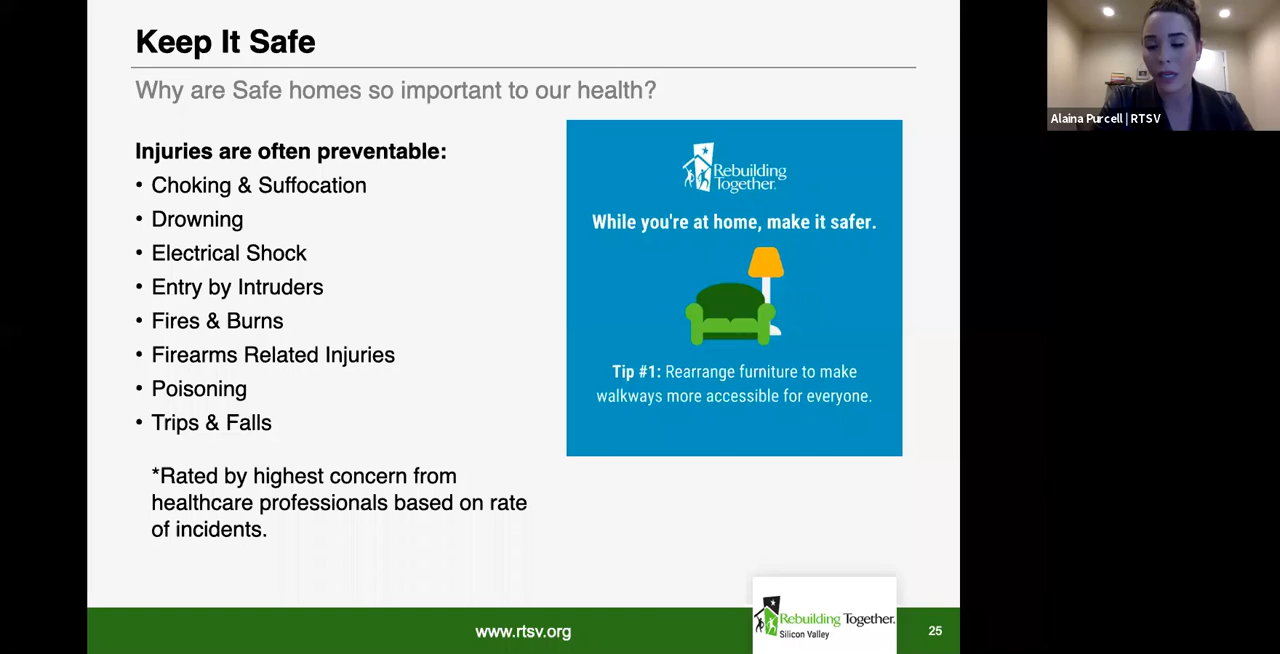 Keep It Safe
Why are Safe homes so important to our health?
Injuries are often preventable:
• Choking & Suffocation
• Drowning
• Electrical Shock
• Entry by Intruders
• Fires & Burns
• Firearms Related Injuries
• Poisoning
• Trips & Falls
*Rated by highest concern from
healthcare professionals based on rate
of incidents.
Rebuilding
Together.
While you're at home, make it safer.
Tip #1: Rearrange furniture to make
walkways more accessible for everyone.
www.rtsv.org
Rebuilding Together.
Silicon Valley
25
Alaina Purcell | RTSV